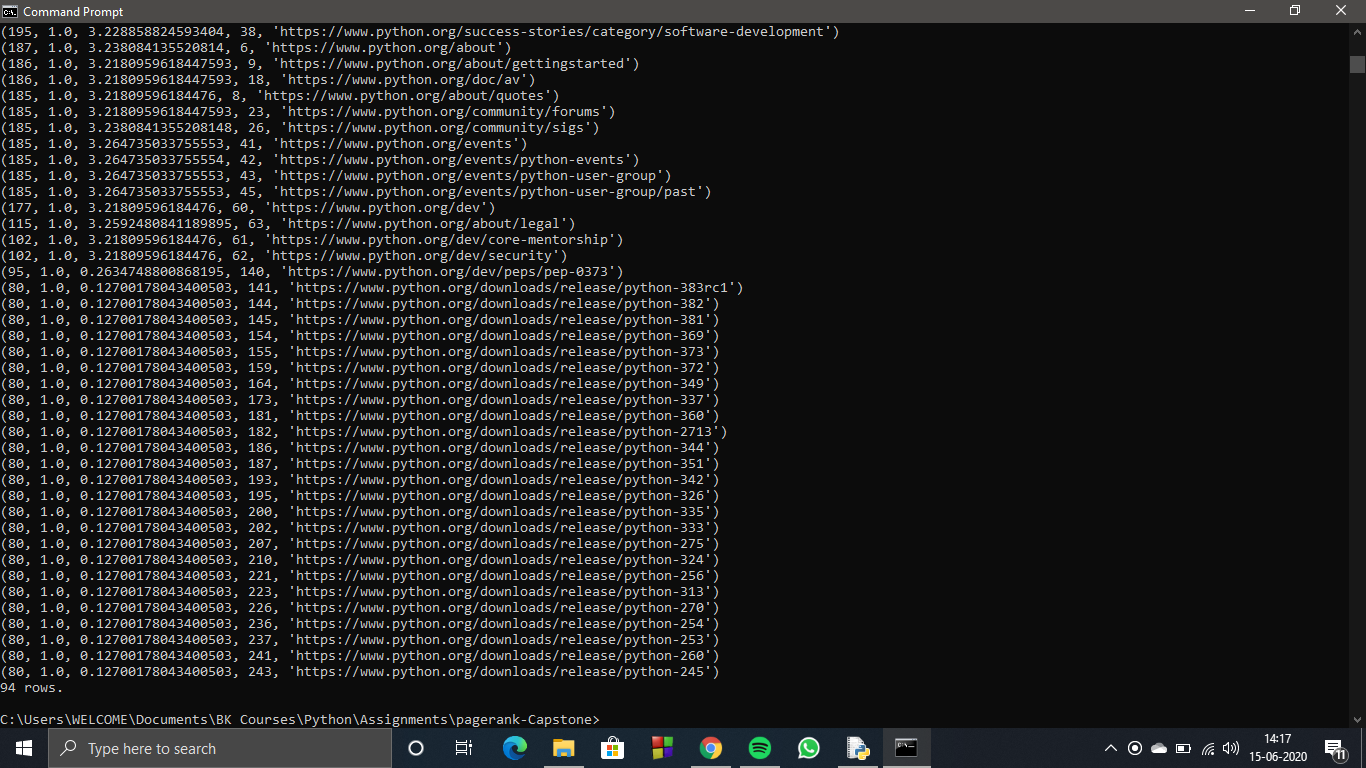 Command Prompt
(195, 1.0, 3.228858824593404, 38, 'https://www.python.org/success-stories/category/software-development')
(187, 1.0, 3.238084135520814, 6, 'https://www.python.org/about')
(186, 1.0, 3.2180959618447593, 9, 'https://www.python.org/about/gettingstarted')
(186, 1.0, 3.2180959618447593, 18, 'https://www.python.org/doc/av')
(185, 1.0, 3.21809596184476, 8, 'https://www.python.org/about/quotes')
(185, 1.0, 3.2180959618447593, 23, 'https://www.python.org/community/forums')
(185, 1.0, 3.2380841355208148, 26, 'https://www.python.org/community/sigs')
(185, 1.0, 3.264735033755553, 41, 'https://www.python.org/events')
(185, 1.0, 3.264735033755554, 42, 'https://www.python.org/events/python-events')
(185, 1.0, 3.264735033755553, 43, 'https://www.python.org/events/python-user-group')
(185, 1.0, 3.264735033755553, 45, 'https://www.python.org/events/python-user-group/past')
(177, 1.0, 3.21809596184476, 60, 'https://www.python.org/dev')
(115, 1.0, 3.2592480841189895, 63, 'https://www.python.org/about/legal')
(102, 1.0, 3.21809596184476, 61, 'https://www.python.org/dev/core-mentorship')
(102, 1.0, 3.21809596184476, 62, 'https://www.python.org/dev/security')
(95, 1.0, 0.2634748800868195, 140, 'https://www.python.org/dev/peps/pep-0373')
(80, 1.0, 0.12700178043400503, 141, 'https://www.python.org/downloads/release/python-383rc1')
(80, 1.0, 0.12700178043400503, 144, 'https://www.python.org/downloads/release/python-382')
(80, 1.0, 0.12700178043400503, 145, 'https://www.python.org/downloads/release/python-381')
(80, 1.0, 0.12700178043400503, 154, 'https://www.python.org/downloads/release/python-369')
(80, 1.0, 0.12700178043400503, 155, 'https://www.python.org/downloads/release/python-373')
(80, 1.0, 0.12700178043400503, 159, 'https://www.python.org/downloads/release/python-372')
(80, 1.0, 0.12700178043400503, 164, 'https://www.python.org/downloads/release/python-349')
(80, 1.0, 0.12700178043400503, 173, 'https://www.python.org/downloads/release/python-337')
(80, 1.0, 0.12700178043400503, 181, 'https://www.python.org/downloads/release/python-360')
(80, 1.0, 0.12700178043400503, 182, 'https://www.python.org/downloads/release/python-2713')
(80, 1.0, 0.12700178043400503, 186, 'https://www.python.org/downloads/release/python-344')
(80, 1.0, 0.12700178043400503, 187, 'https://www.python.org/downloads/release/python-351')
(80, 1.0, 0.12700178043400503, 193, 'https://www.python.org/downloads/release/python-342')
(80, 1.0, 0.12700178043400503, 195, 'https://www.python.org/downloads/release/python-326')
(80, 1.0, 0.12700178043400503, 200, 'https://www.python.org/downloads/release/python-335')
(80, 1.0, 0.12700178043400503, 202, 'https://www.python.org/downloads/release/python-333')
(80, 1.0, 0.12700178043400503, 207, 'https://www.python.org/downloads/release/python-275')
(80, 1.0, 0.12700178043400503, 210, 'https://www.python.org/downloads/release/python-324')
(80, 1.0, 0.12700178043400503, 221, 'https://www.python.org/downloads/release/python-256')
(80, 1.0, 0.12700178043400503, 223, 'https://www.python.org/downloads/release/python-313')
(80, 1.0, 0.12700178043400503, 226, 'https://www.python.org/downloads/release/python-270')
(80, 1.0, 0.12700178043400503, 236, 'https://www.python.org/downloads/release/python-254')
(80, 1.0, 0.12700178043400503, 237, 'https://www.python.org/downloads/release/python-253')
(80, 1.0, 0.12700178043400503, 241, 'https://www.python.org/downloads/release/python-260')
(80, 1.0, 0.12700178043400503, 243, 'https://www.python.org/downloads/release/python-245')
94 rows.
C:\Users\WELCOME\Documents\BK Courses\Python\Assignments\pagerank-Capstone>
Type here to search
14:17
15-06-2020
11